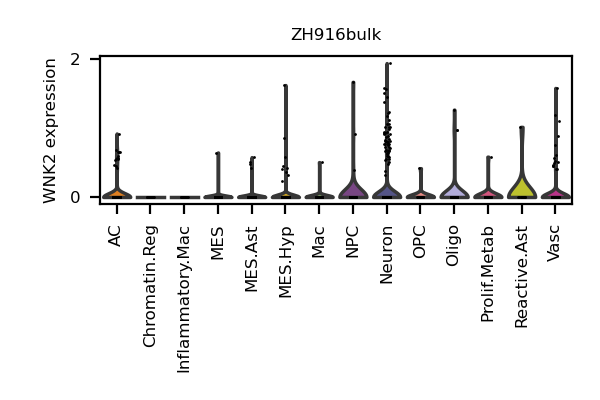 ZH916bulk
WNK2 expression
2
0
AC
Chromatin.Reg
Inflammatory.Mac
MES
MES.Ast
MES.Hyp
Mac
NPC
Neuron
OPC
Oligo
Prolif.Metab
Reactive.Ast
Vasc